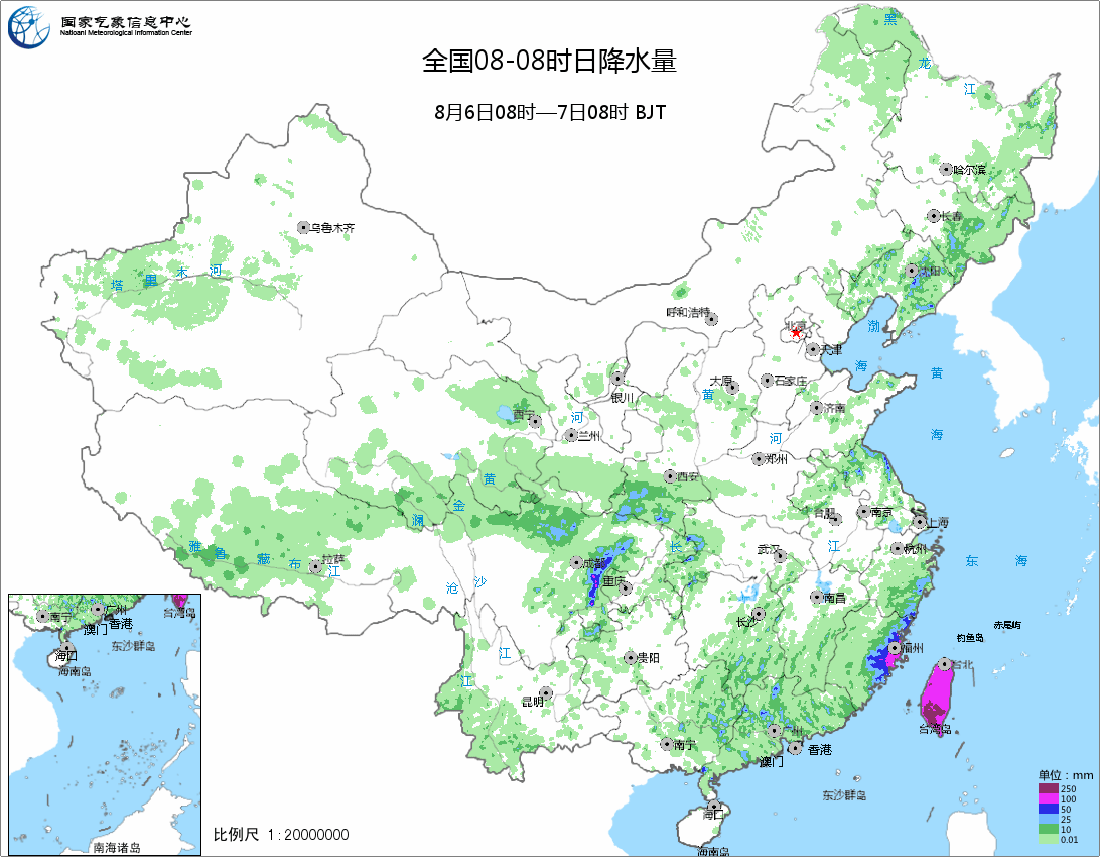 国家气象信息中心
Natioanl Meteorological Information Center
全国08-08时日降水量
8月6日08时—7日08时 BJT
黑
龙
江
哈尔滨
长春
沈阳
乌鲁木齐
塔 里 木 河
呼和浩特
北京
天津
渤
海
黄
海
银川
太原
石家庄
黄
济南
西宁
河
兰州
河
郑州
黄
西安
金
澜
合肥
南京
上海
雅 鲁 藏 布 江
拉萨
成都
长
武汉
江
杭州
东 海
沧 沙
重庆
南昌
长沙
赤尾屿
钓鱼岛
江
贵阳
福州
台北
江
昆明
南宁
广州
澳门
香港
台湾岛
东沙群岛
海口
海南岛
南宁
广州
澳门
香港
台湾岛
东沙群岛
海口
海南岛
南海诸岛
比例尺 1:20000000
单位：mm
250
100
50
25
10
0.01